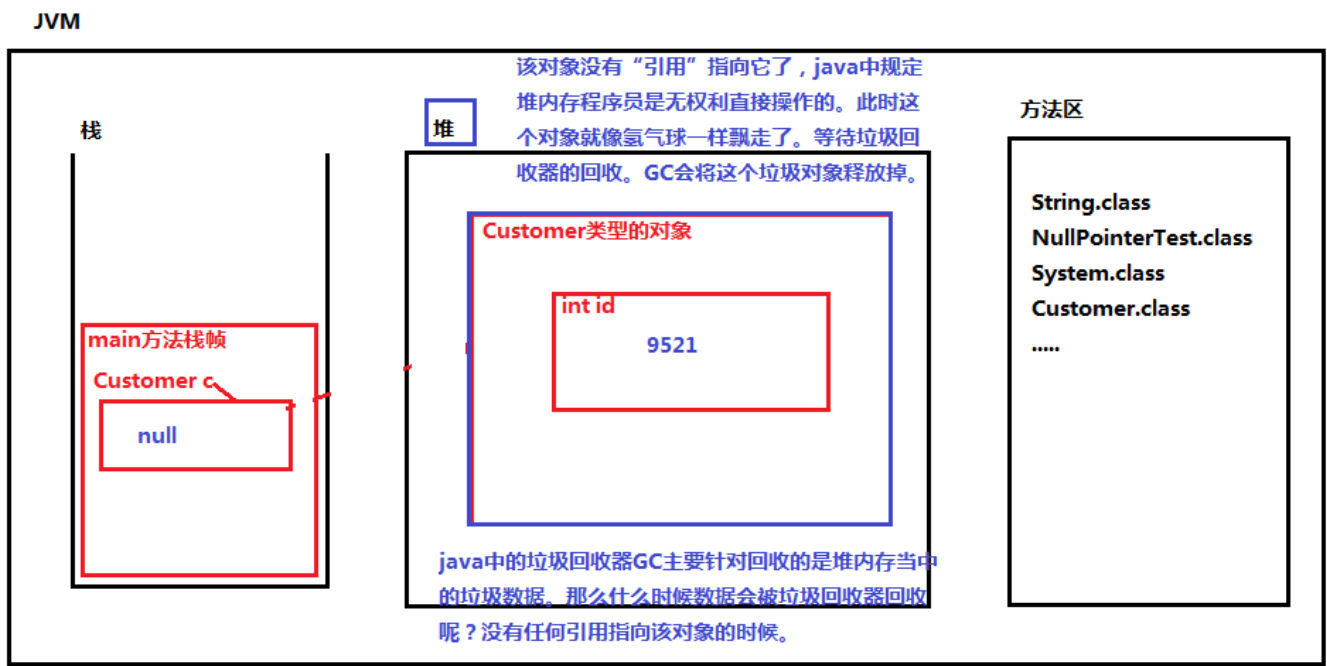 JVM
该对象没有“引用”指向它了，java中规定
堆内存程序员是无权利直接操作的。此时这
个对象就像氢气球一样飘走了。等待垃圾回
收器的回收。GC会将这个垃圾对象释放掉。
栈
堆
方法区
main方法栈帧
Customer c
null
Customer类型的对象
int id
9521
java中的垃圾回收器GC主要针对回收的是堆内存当中
的垃圾数据。那么什么时候数据会被垃圾回收器回收
呢？没有任何引用指向该对象的时候。
String.class
NullPointerTest.class
System.class
Customer.class
.....